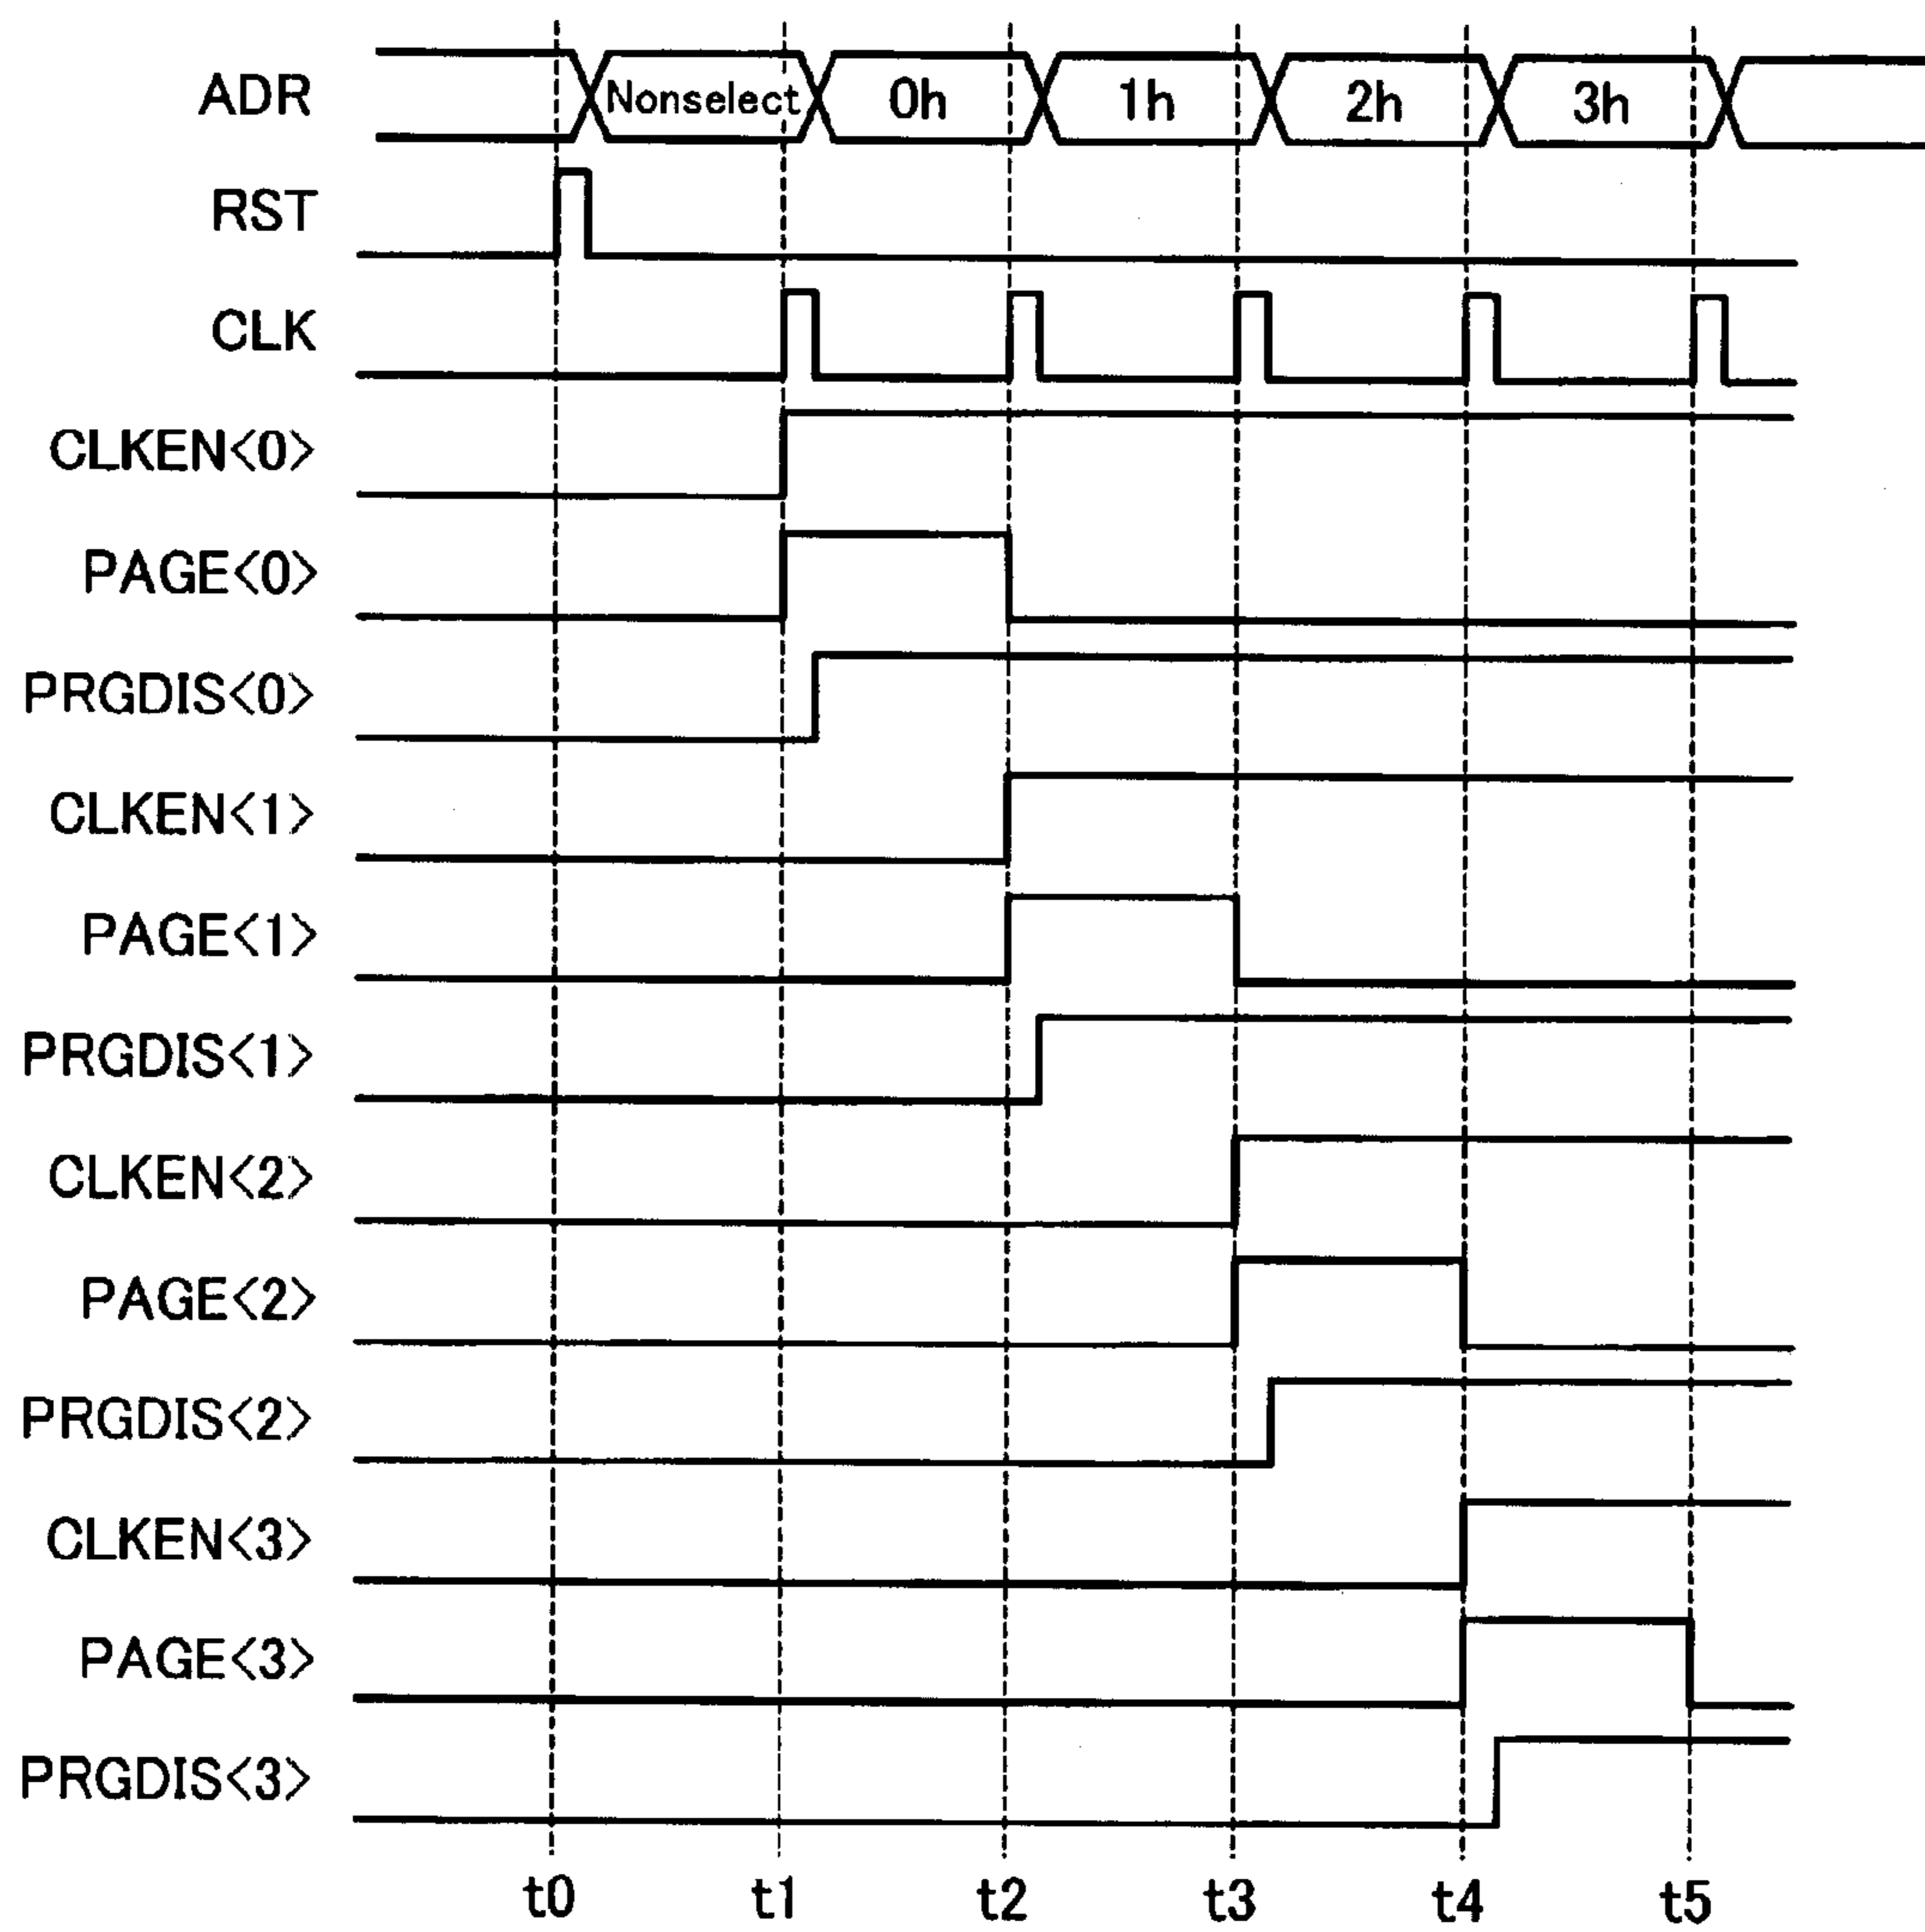 ADR Nonselect 0h 1h 2h 3h
RST
CLK
CLKEN<0>
PAGE<0>
PRGDIS<0>
CLKEN<1>
PAGE<1>
PRGDIS<1>
CLKEN<2>
PAGE<2>
PRGDIS<2>
CLKEN<3>
PAGE<3>
PRGDIS<3>
t0 t1 t2 t3 t4 t5